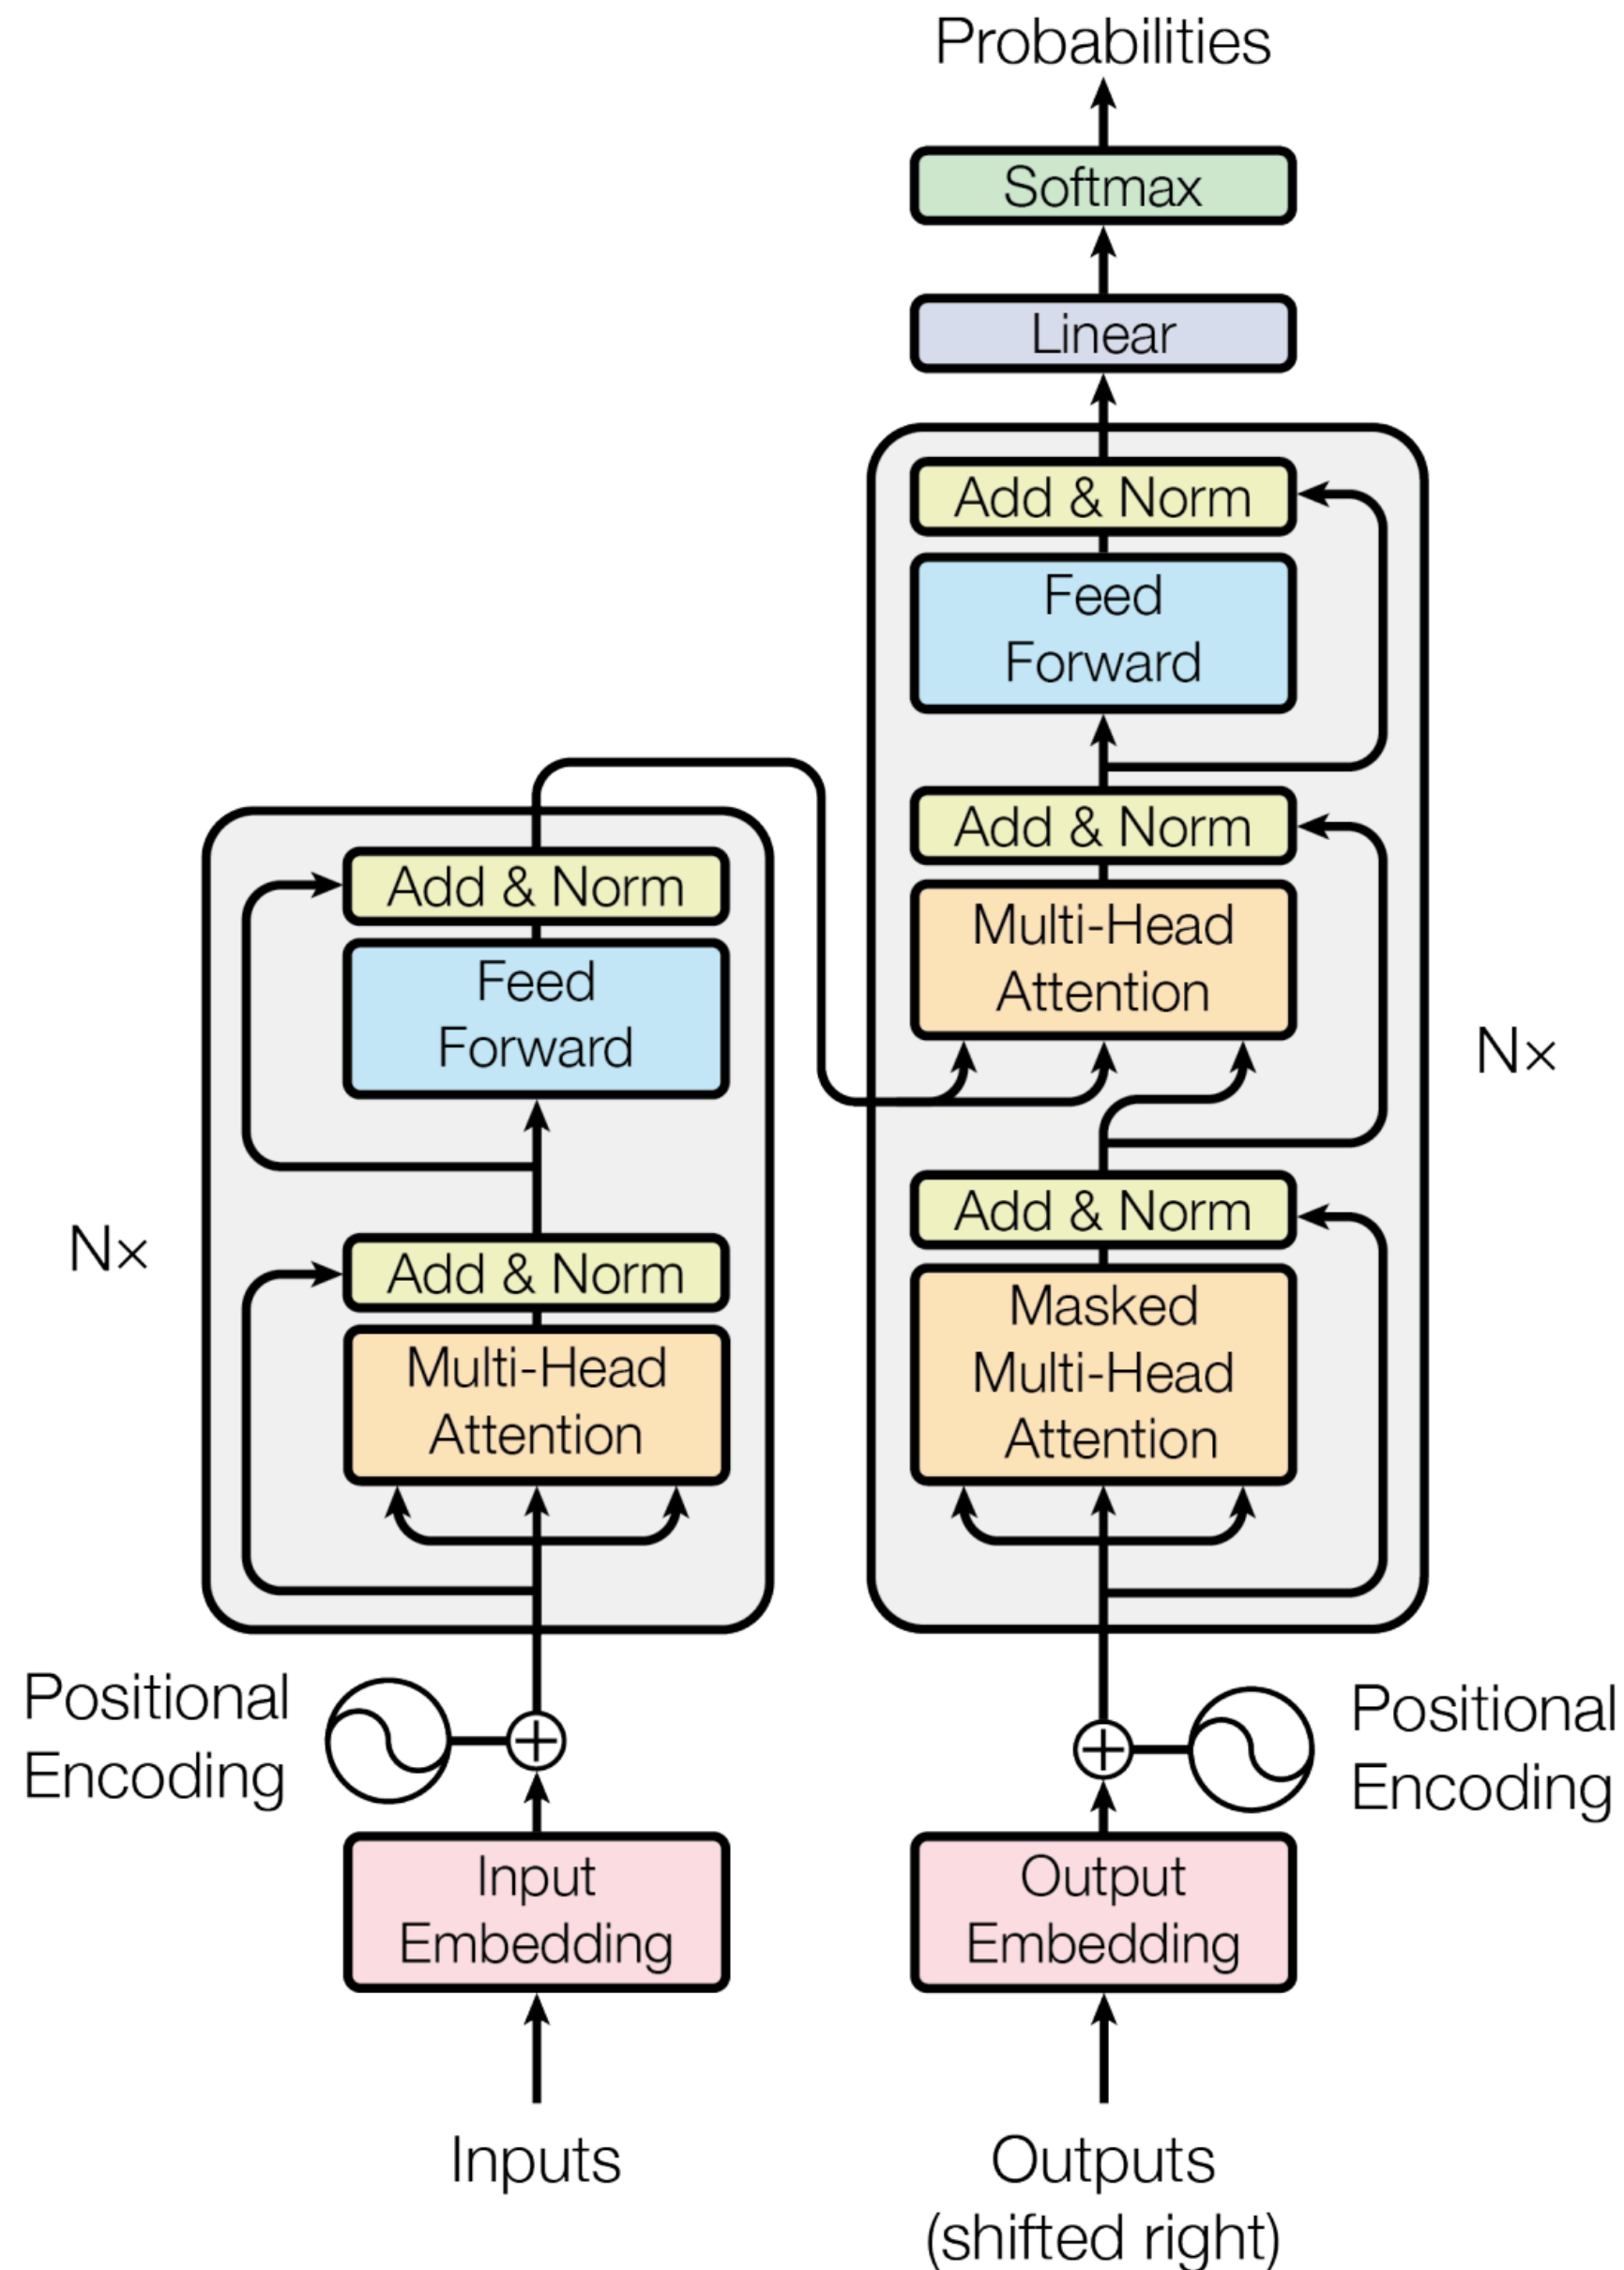 Probabilities
Softmax
Linear
Add & Norm
Feed
Forward
Add & Norm
Multi-Head
Attention
Nx
Add & Norm
Masked
Multi-Head
Attention
Add & Norm
Feed
Forward
Nx
Add & Norm
Multi-Head
Attention
Positional
Encoding
Positional
Encoding
Input
Embedding
Output
Embedding
Inputs
Outputs
(shifted right)